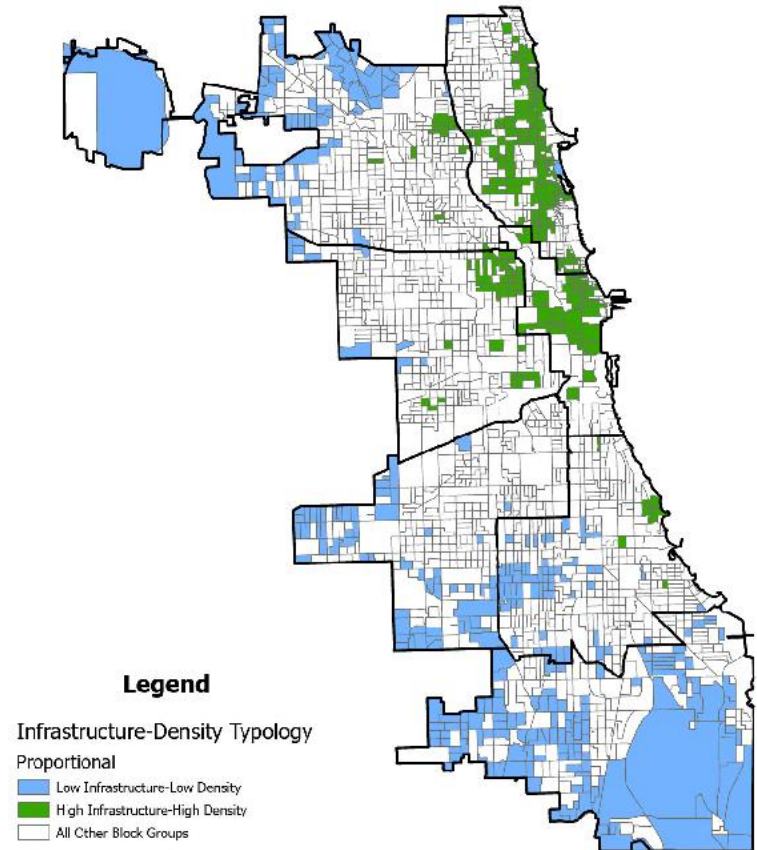 Legend
Infrastructure-Density Typology
Proportional
Low Infrastructure-Low Density
High Infrastructure-High Density
All Other Block Groups